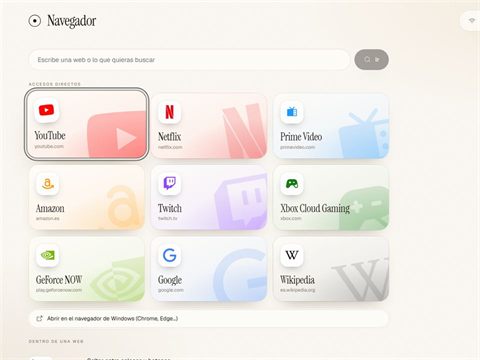 Navegador
Escribe una web o lo que quieras buscar
Ir
ACCESOS DIRECTOS
YouTube
youtube.com
Netflix
netflix.com
Prime Video
primevideo.com
Amazon
amazon.es
Twitch
twitch.tv
Xbox Cloud Gaming
xbox.com
GeForce NOW
play.geforcenow.com
Google
google.com
Wikipedia
es.wikipedia.org
Abrir en el navegador de Windows (Chrome, Edge...)
DENTRO DE UNA WEB